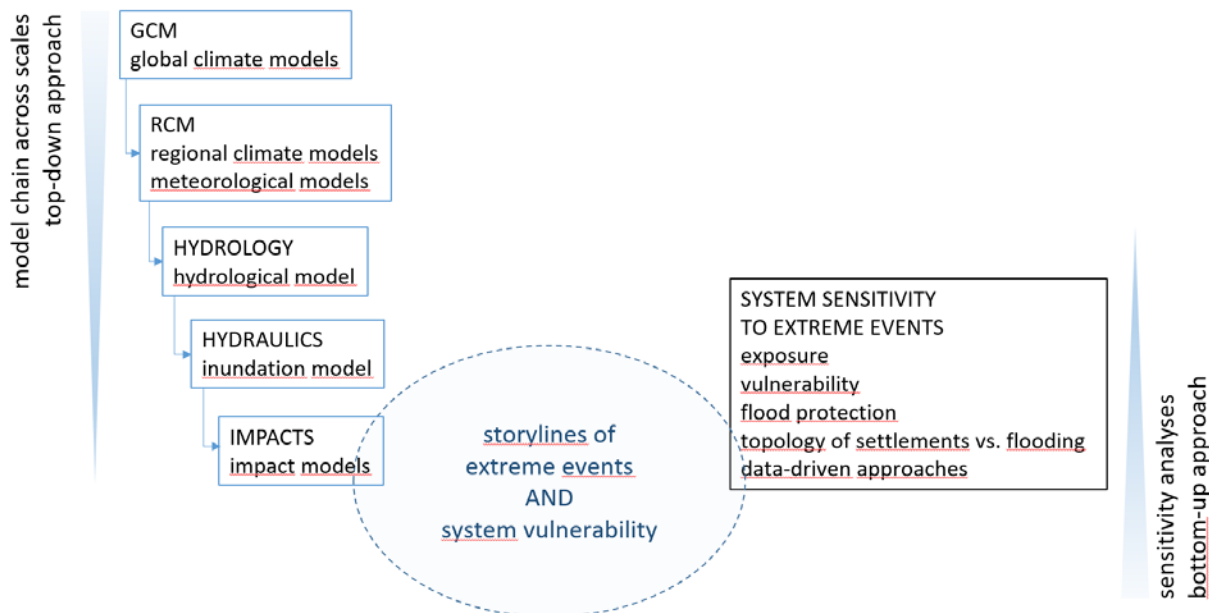 model chain across scales
top-down approach
GCM
global climate models
RCM
regional climate models
meteorological models
HYDROLOGY
hydrological model
HYDRAULICS
inundation model
IMPACTS
impact models
storylines of
extreme events
AND
system vulnerability
SYSTEM SENSITIVITY
TO EXTREME EVENTS
exposure
vulnerability
flood protection
topology of settlements vs. flooding
data-driven approaches
sensitivity analyses
bottom-up approach